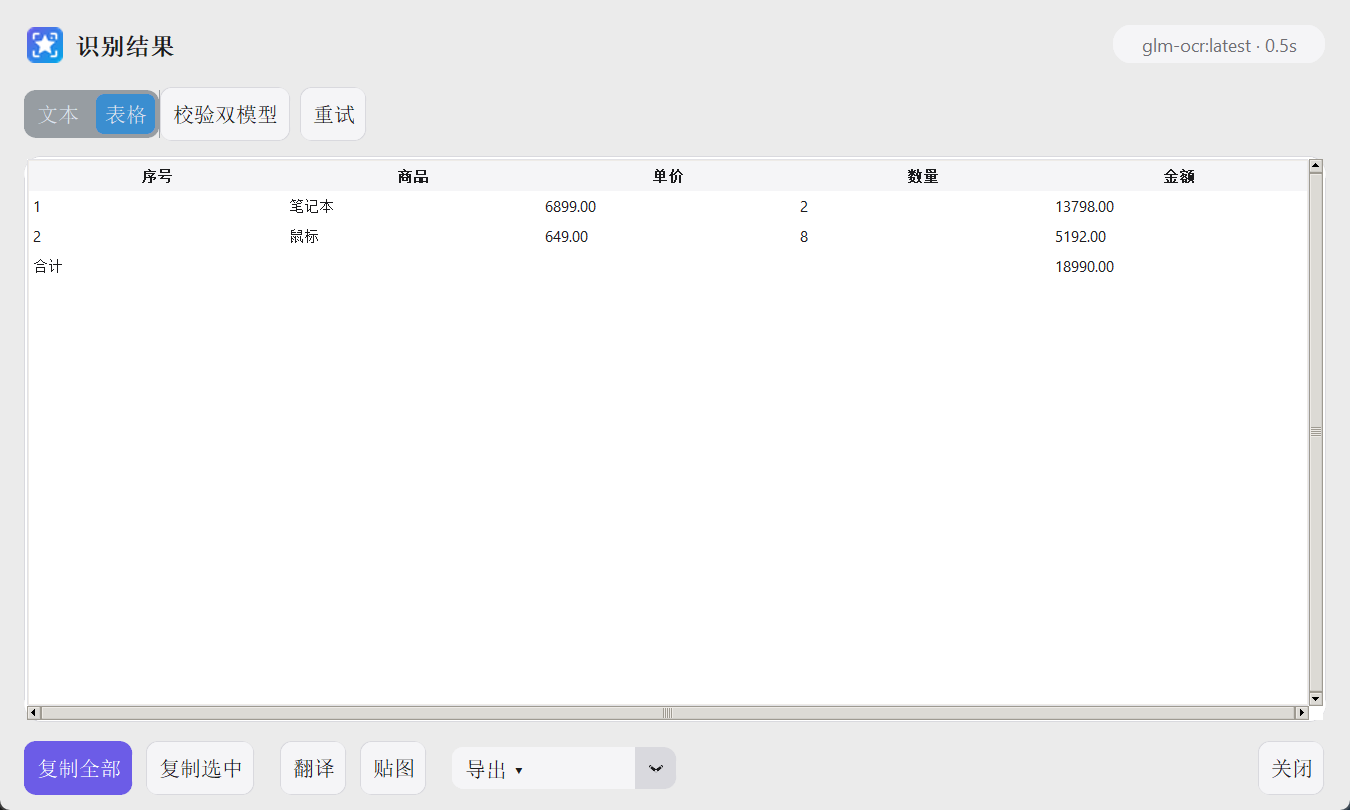 识别结果
glm-ocr:latest · 0.5s
文本 表格 校验双模型 重试
序号 商品 单价 数量 金额
1 笔记本 6899.00 2 13798.00
2 鼠标 649.00 8 5192.00
合计 18990.00
复制全部 复制选中 翻译 贴图 导出 ▾ 关闭